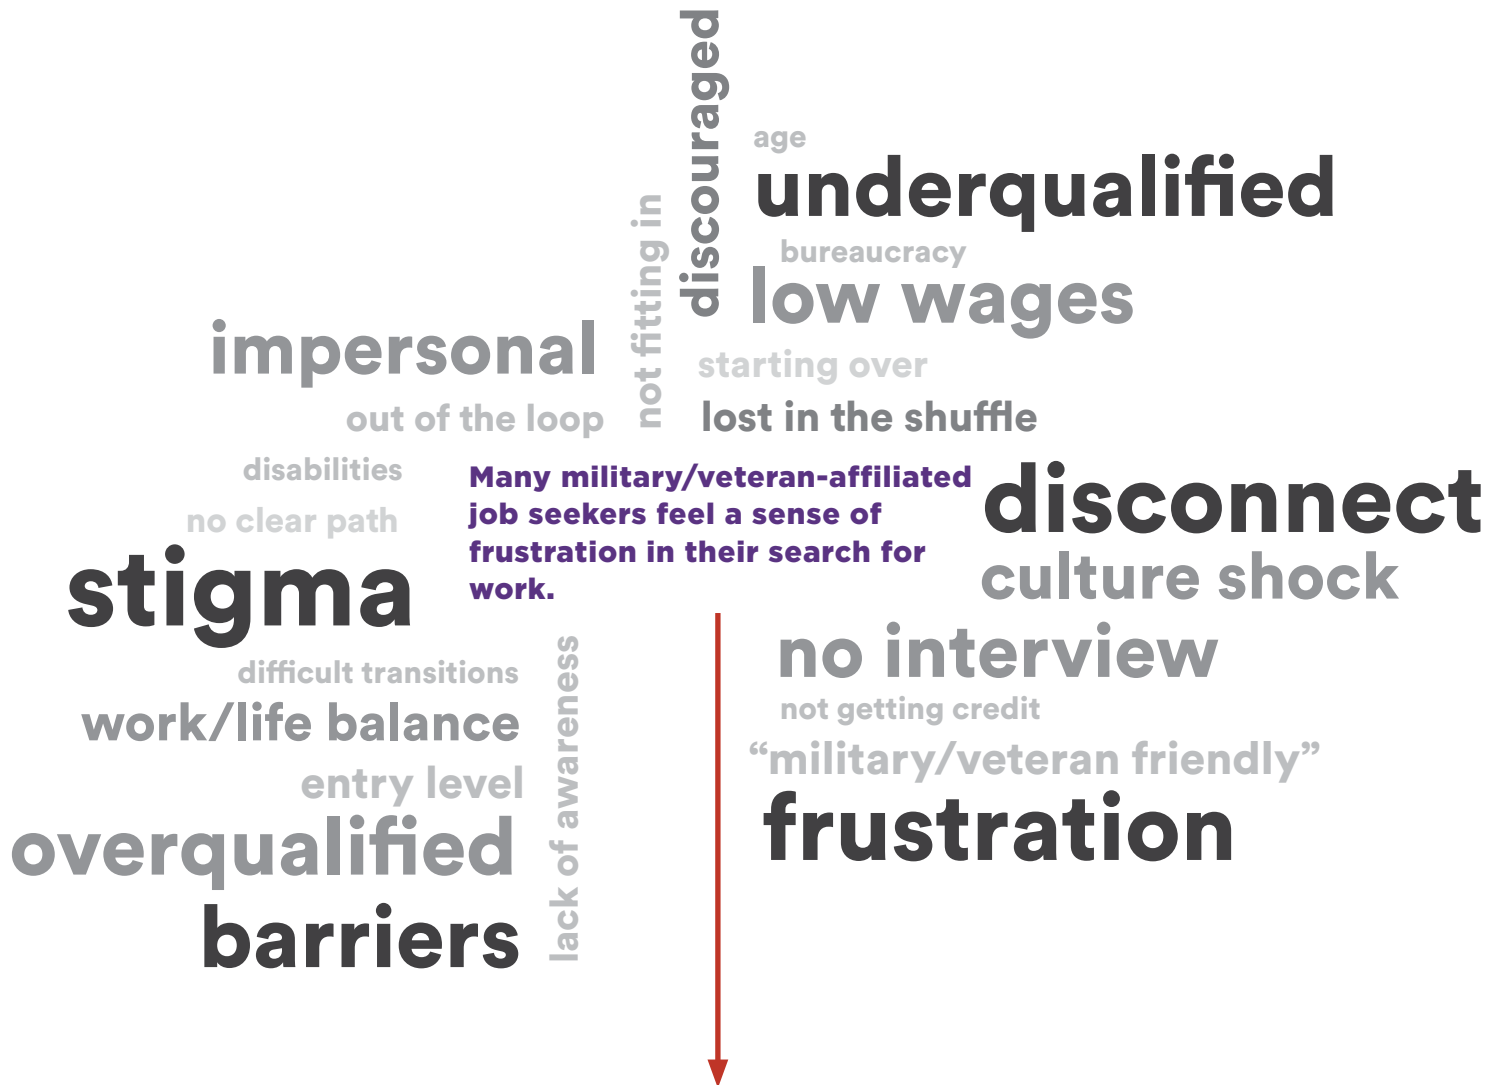 discouraged
age
underqualified
not fitting in
bureaucracy
low wages
impersonal
starting over
out of the loop
lost in the shuffle
disabilities
no clear path
stigma
Many military/veteran-affiliated
job seekers feel a sense of
frustration in their search for
work.
disconnect
culture shock
no interview
difficult transitions
work/life balance
lack of awareness
not getting credit
“military/veteran friendly”
entry level
overqualified
frustration
barriers